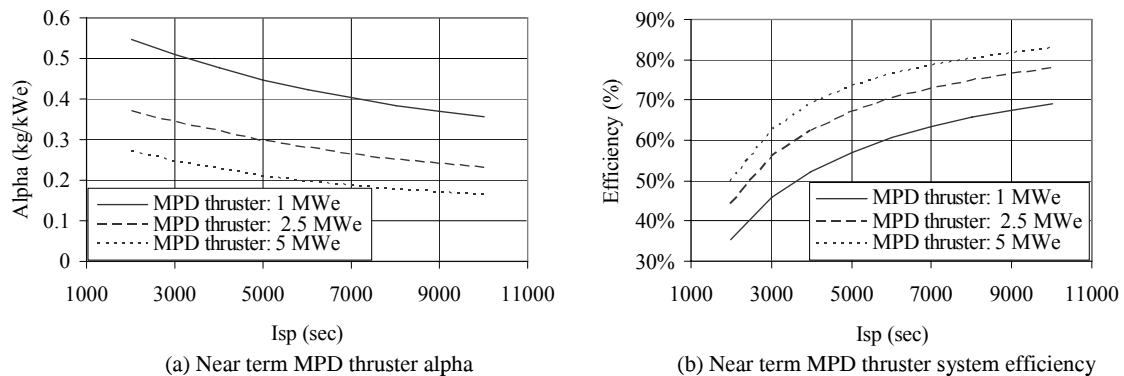 0.6
0.5
0.4
0.3
0.2
0.1
0
Alpha (kg/kWe)
MPD thruster: 1 MWe
MPD thruster: 2.5 MWe
MPD thruster: 5 MWe
1000 3000 5000 7000 9000 11000
Isp (sec)
(a) Near term MPD thruster alpha
90%
80%
70%
60%
50%
40%
30%
Efficiency (%)
MPD thruster: 1 MWe
MPD thruster: 2.5 MWe
MPD thruster: 5 MWe
1000 3000 5000 7000 9000 11000
Isp (sec)
(b) Near term MPD thruster system efficiency